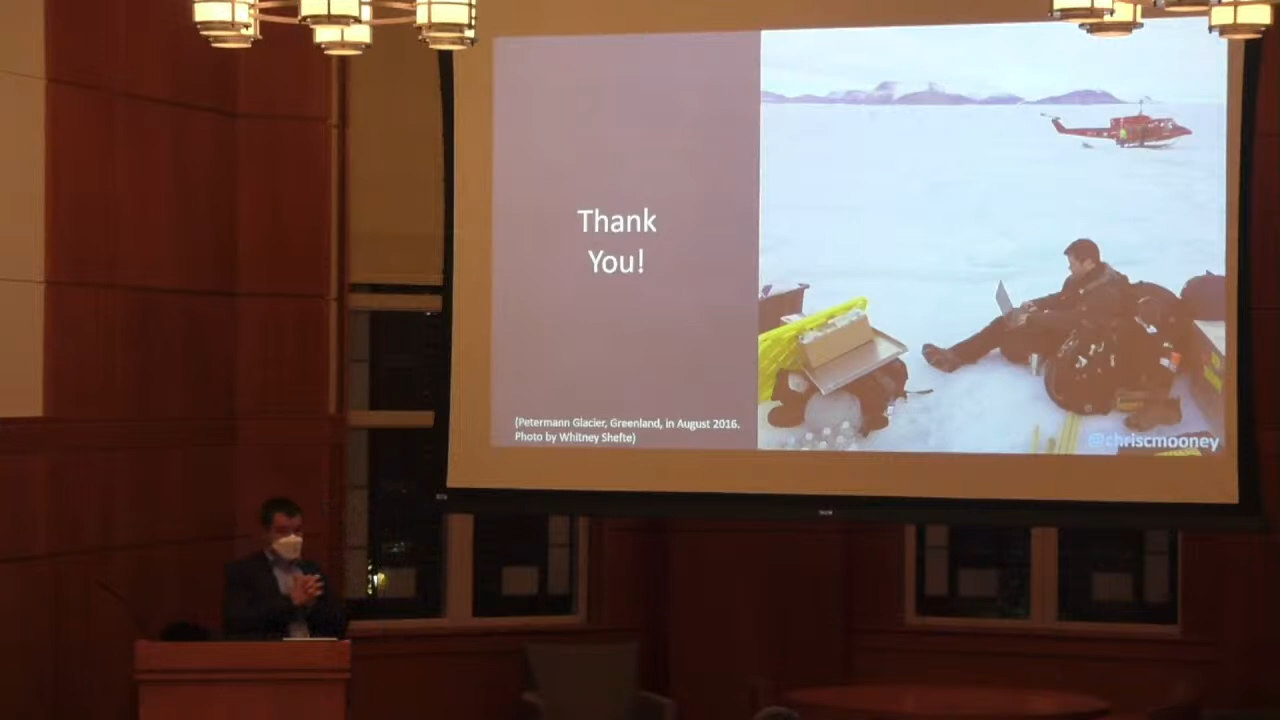 Thank
You!
(Petermann Glacier, Greenland, in August 2016.
Photo by Whitney Shefte)
@chriscmooney